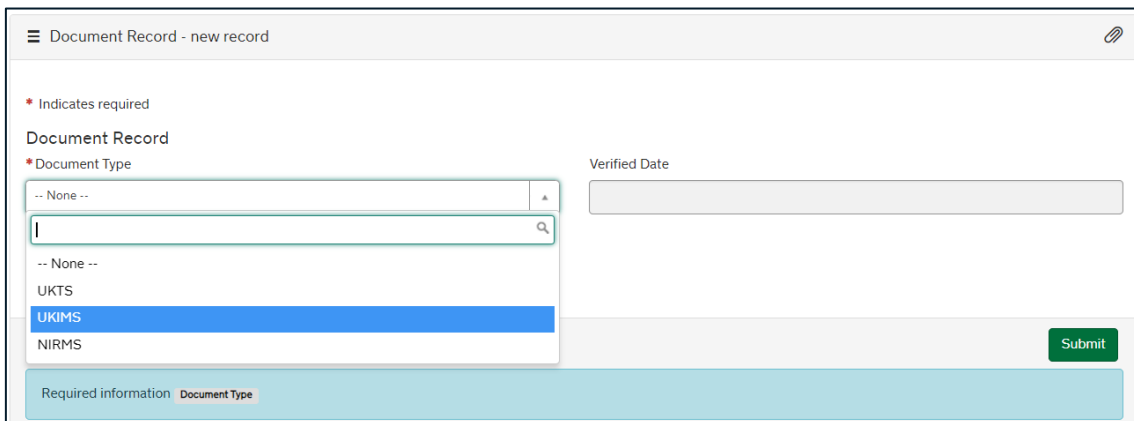 Document Record - new record
* Indicates required
Document Record
* Document Type
Verified Date
-- None --
-- None --
UKTS
UKIMS
NIRMS
Submit
Required information Document Type